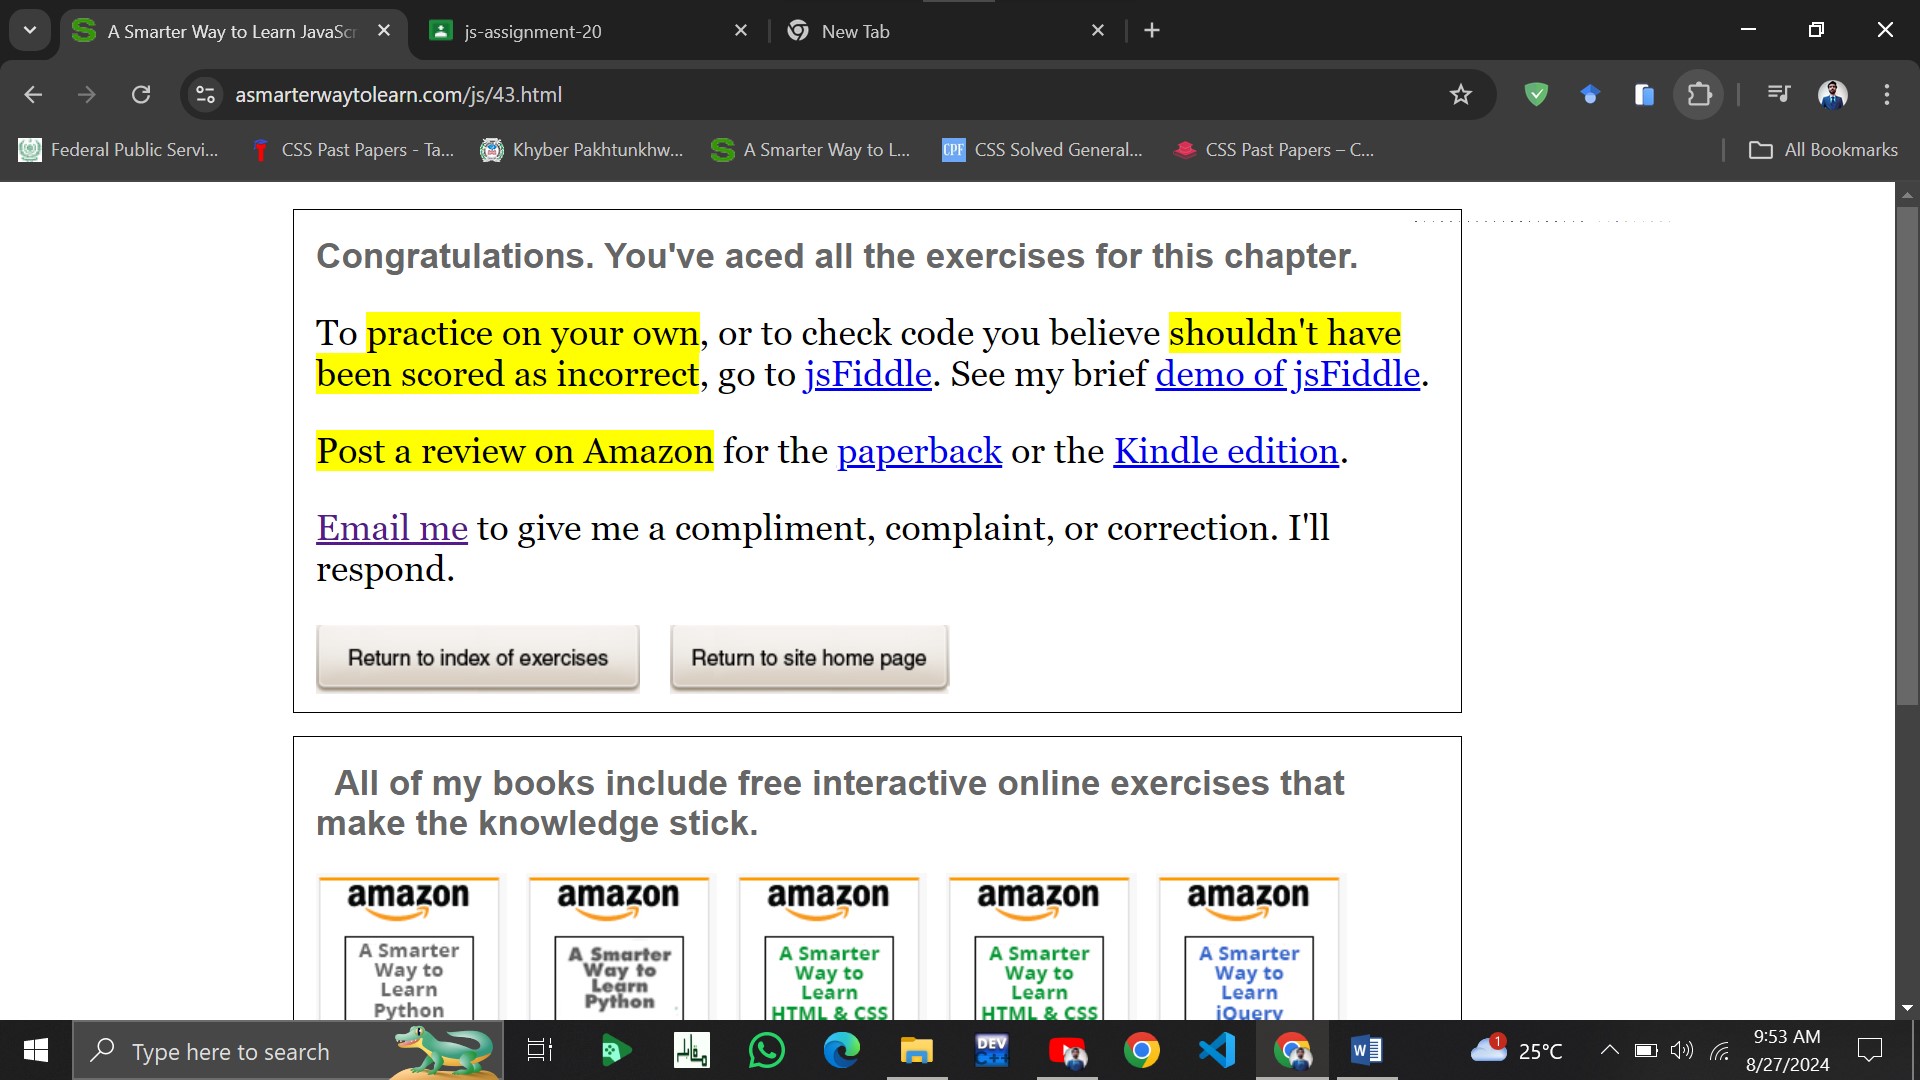 A Smarter Way to Learn JavaScr
js-assignment-20
New Tab
asmarterwaytolearn.com/js/43.html
Federal Public Servi...
CSS Past Papers - Ta...
Khyber Pakhtunkhw...
A Smarter Way to L...
CPF
CSS Solved General...
CSS Past Papers – C...
All Bookmarks
Congratulations. You've aced all the exercises for this chapter.
To practice on your own, or to check code you believe shouldn't have
been scored as incorrect, go to jsFiddle. See my brief demo of jsFiddle.
Post a review on Amazon for the paperback or the Kindle edition.
Email me to give me a compliment, complaint, or correction. I'll
respond.
Return to index of exercises
Return to site home page
All of my books include free interactive online exercises that
make the knowledge stick.
amazon
A Smarter
Way to
Learn
Python
amazon
A Smarter
Way to
Learn
Python
amazon
A Smarter
Way to
Learn
HTML & CSS
amazon
A Smarter
Way to
Learn
HTML & CSS
amazon
A Smarter
Way to
Learn
jQuery
Type here to search
DEV
C++
W
1
25°C
9:53 AM
8/27/2024